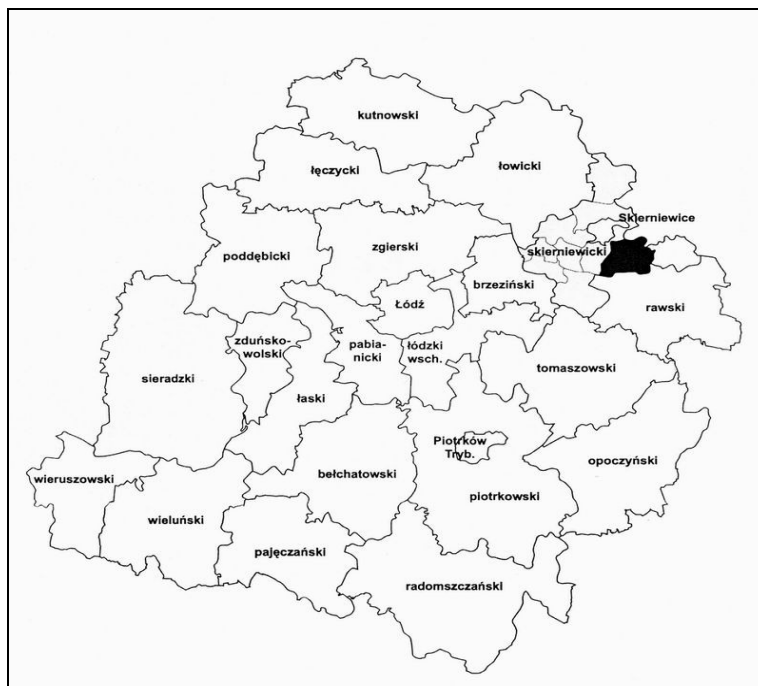 kutnowski
łęczycki
łowicki
Skierniewice
skierniewicki
zgierski
poddębicki
brzeziński
Łódź
rawski
zduńsko-
wolski
pabia-
nicki
łódzki
wsch.
tomaszowski
sieradzki
łaski
Piotrków
Tryb.
opoczyński
bełchatowski
wieruszowski
wieluński
piotrkowski
pajęczański
radomszczański